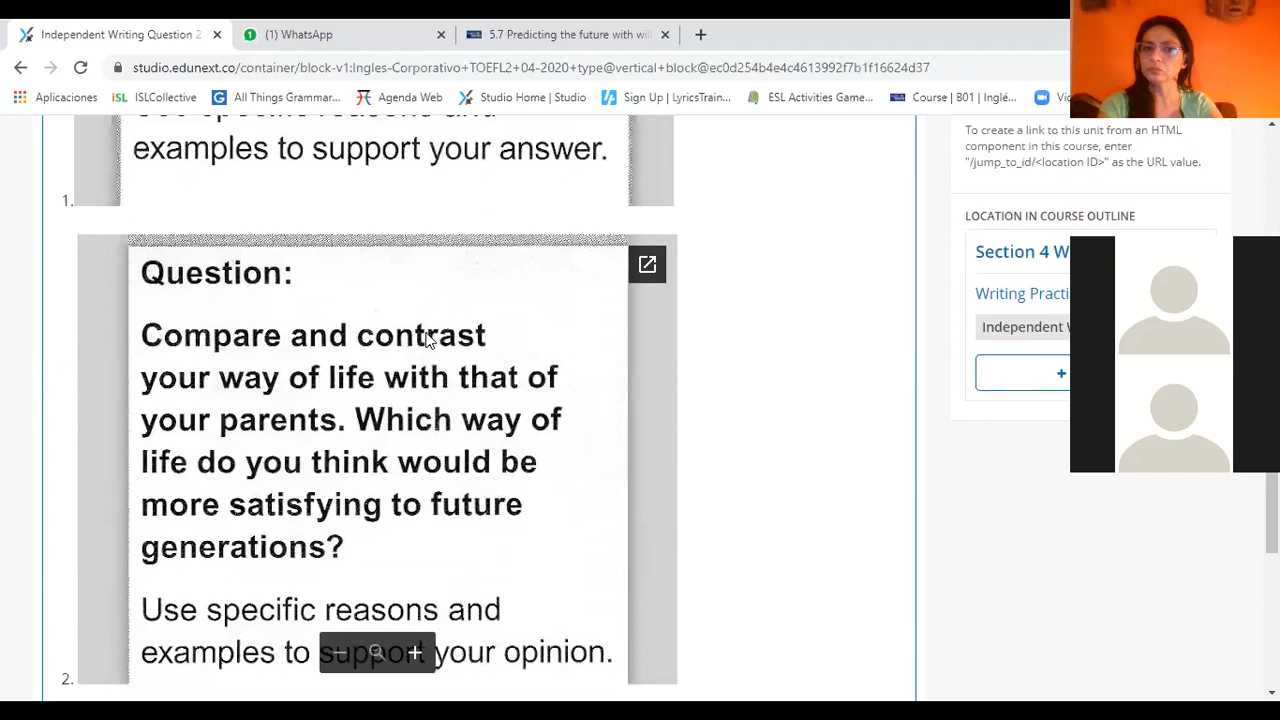 Independent Writing Question 2
(1) WhatsApp
5.7 Predicting the future with will
studio.edunext.co/container/block-v1:Ingles-Corporativo+TOEFL2+04-2020+type@vertical+block@ec0d254b4e4c4613992f7b1f16624d37
Aplicaciones
iSL ISLCollective
All Things Grammar...
Agenda Web
Studio Home | Studio
Sign Up | LyricsTrain...
ESL Activities Game...
Course | B01 | Inglé...
examples to support your answer.
1.
Question:
Compare and contrast
your way of life with that of
your parents. Which way of
life do you think would be
more satisfying to future
generations?
Use specific reasons and
examples to support your opinion.
2.
To create a link to this unit from an HTML
component in this course, enter
"/jump_to_id/<location ID>" as the URL value.
LOCATION IN COURSE OUTLINE
Section 4 W
Writing Practi
Independent